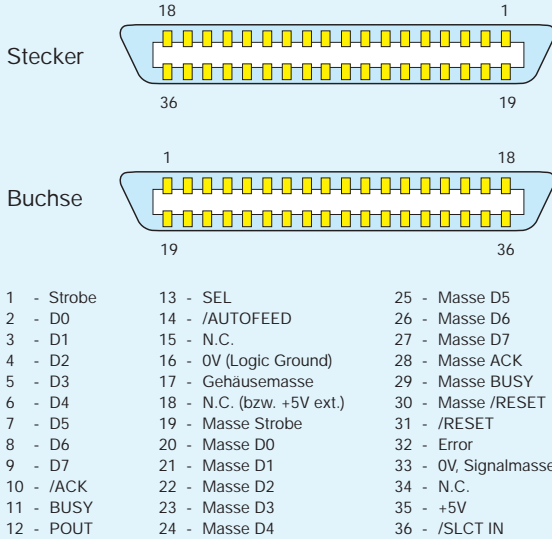 18 1
Stecker
36 19
1 18
Buchse
19 36
1 - Strobe
2 - D0
3 - D1
4 - D2
5 - D3
6 - D4
7 - D5
8 - D6
9 - D7
10 - /ACK
11 - BUSY
12 - POUT
13 - SEL
14 - /AUTOFEED
15 - N.C.
16 - 0V (Logic Ground)
17 - Gehäusemasse
18 - N.C. (bzw. +5V ext.)
19 - Masse Strobe
20 - Masse D0
21 - Masse D1
22 - Masse D2
23 - Masse D3
24 - Masse D4
25 - Masse D5
26 - Masse D6
27 - Masse D7
28 - Masse ACK
29 - Masse BUSY
30 - Masse /RESET
31 - /RESET
32 - Error
33 - 0V, Signalmasse
34 - N.C.
35 - +5V
36 - /SLCT IN